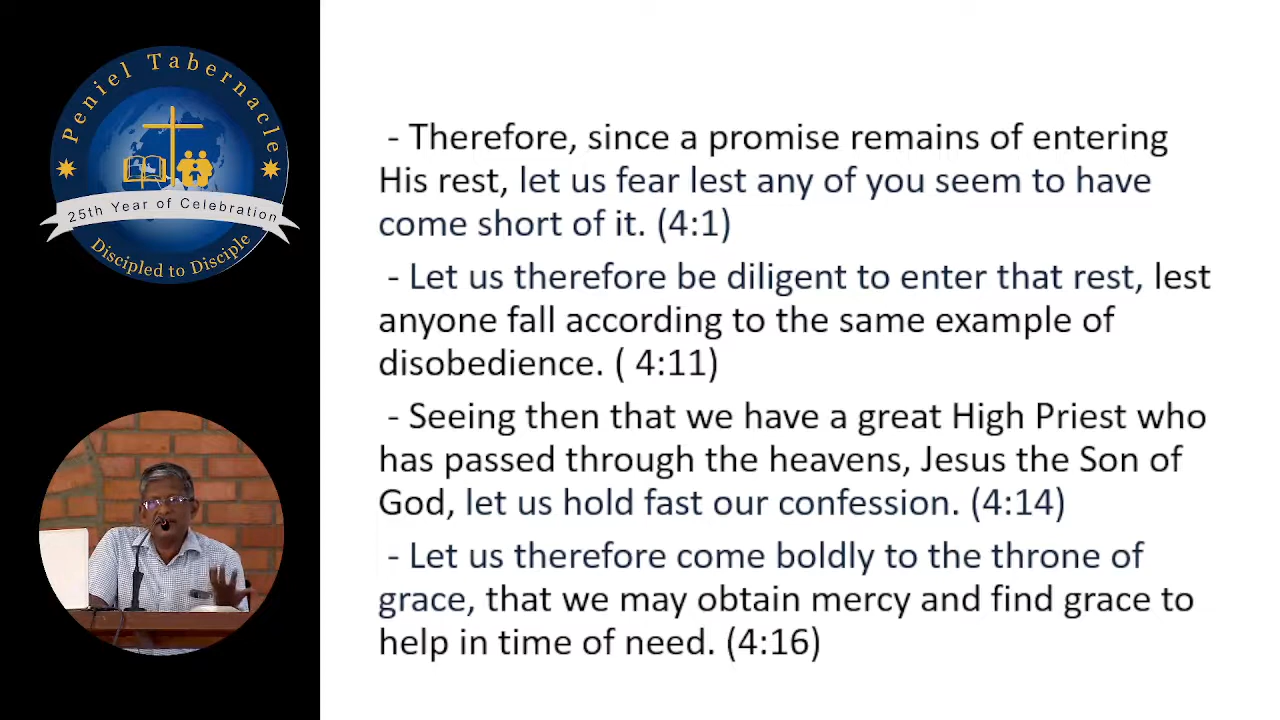 Peniel Tabernacle
25th Year of Celebration
Discipled to Disciple
- Therefore, since a promise remains of entering
His rest, let us fear lest any of you seem to have
come short of it. (4:1)
- Let us therefore be diligent to enter that rest, lest
anyone fall according to the same example of
disobedience. ( 4:11)
- Seeing then that we have a great High Priest who
has passed through the heavens, Jesus the Son of
God, let us hold fast our confession. (4:14)
- Let us therefore come boldly to the throne of
grace, that we may obtain mercy and find grace to
help in time of need. (4:16)